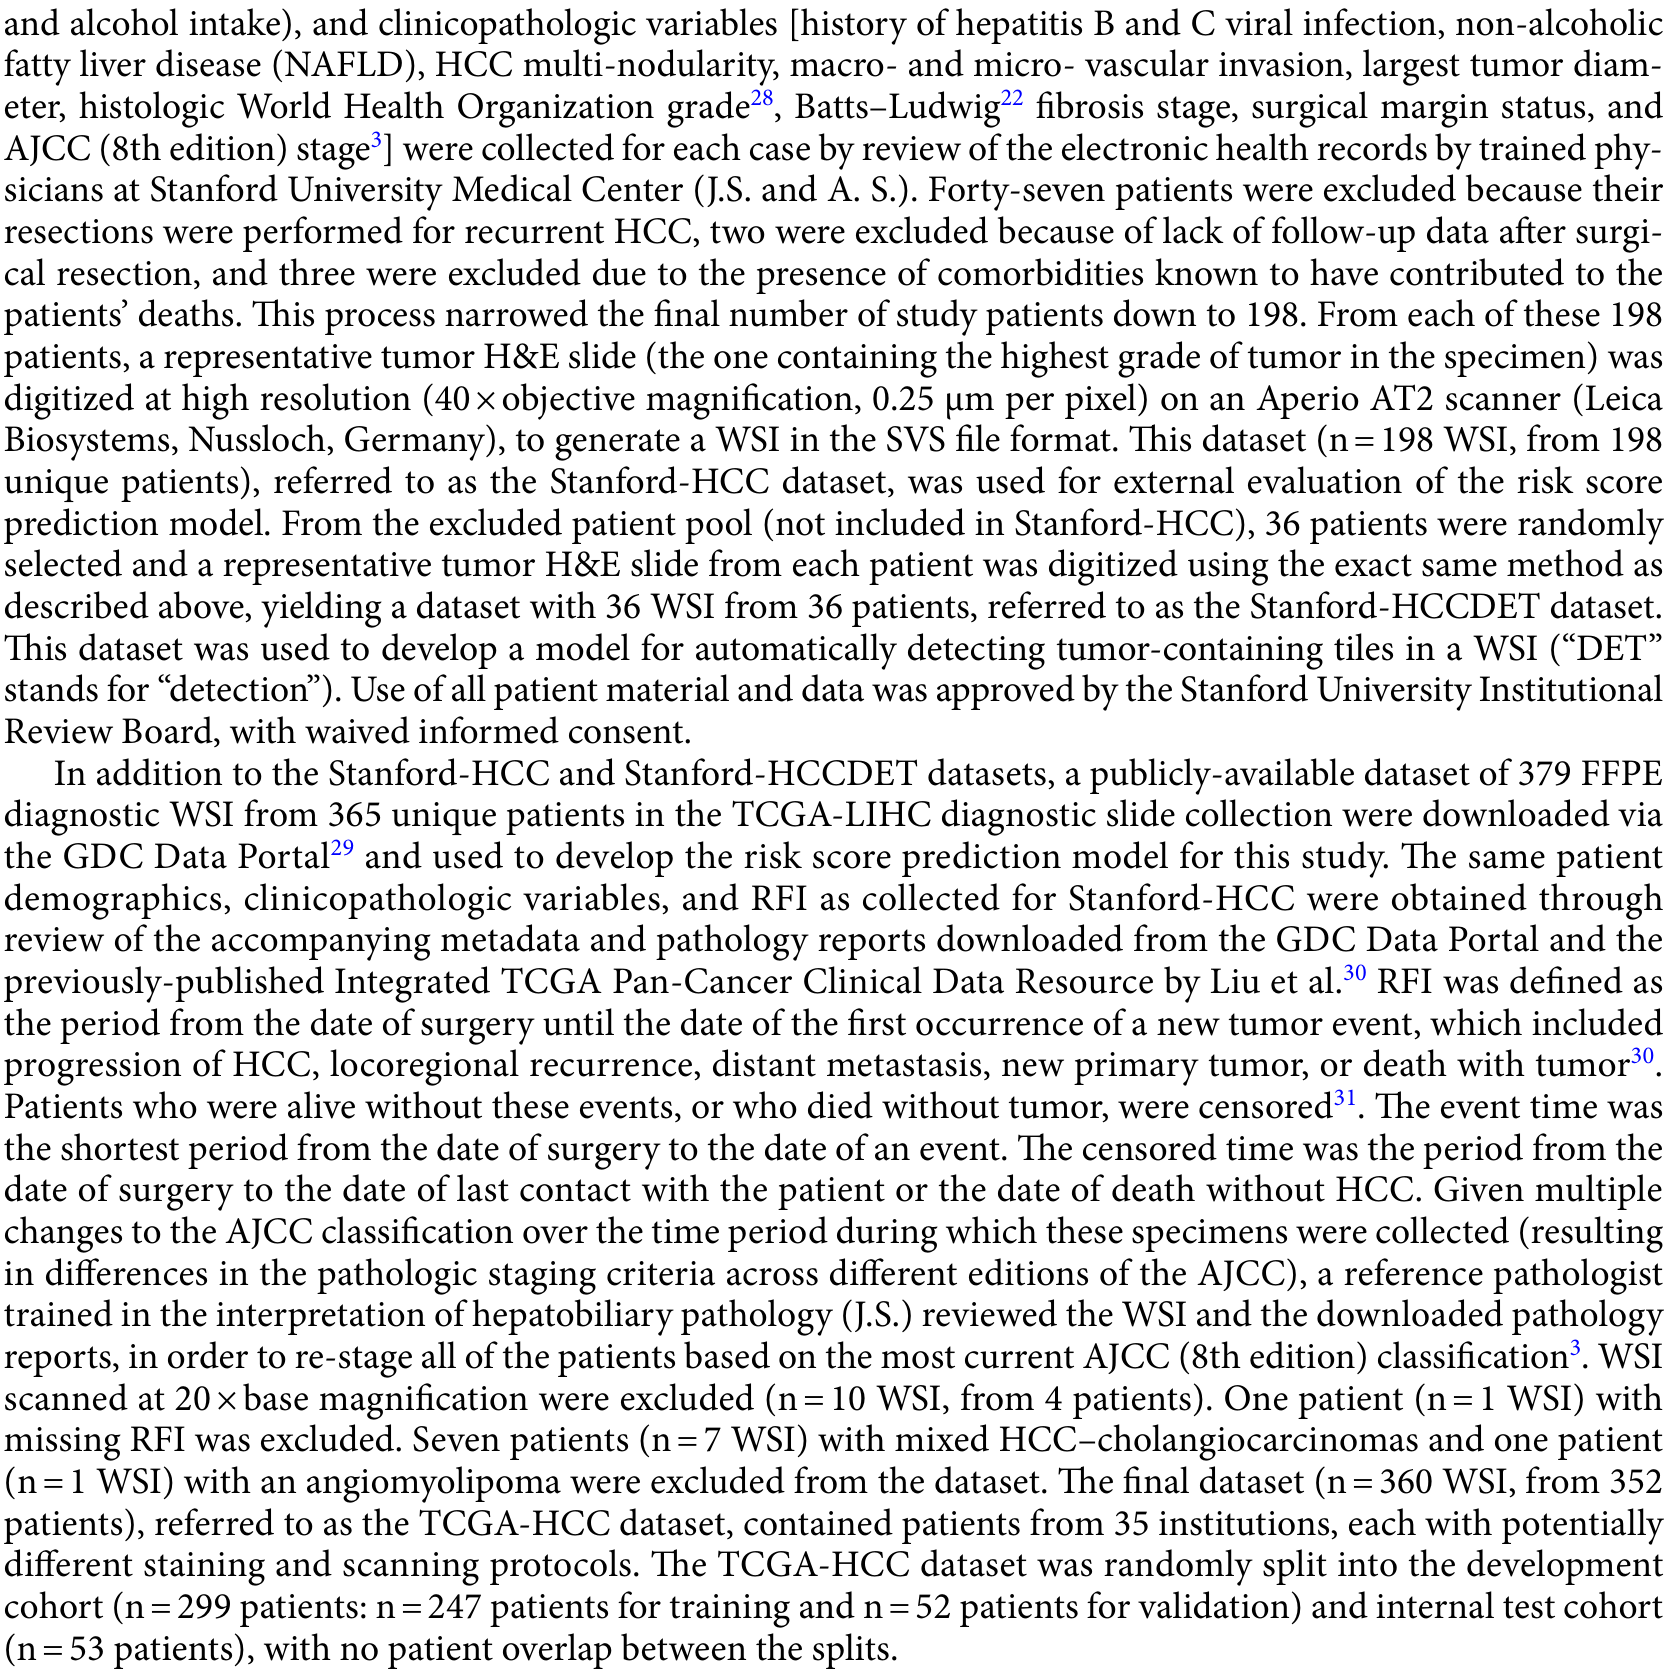 and alcohol intake), and clinicopathologic variables [history of hepatitis B and C viral infection, non-alcoholic
fatty liver disease (NAFLD), HCC multi-nodularity, macro- and micro- vascular invasion, largest tumor diam-
eter, histologic World Health Organization grade28, Batts–Ludwig22 fibrosis stage, surgical margin status, and
AJCC (8th edition) stage3] were collected for each case by review of the electronic health records by trained phy-
sicians at Stanford University Medical Center (J.S. and A. S.). Forty-seven patients were excluded because their
resections were performed for recurrent HCC, two were excluded because of lack of follow-up data after surgi-
cal resection, and three were excluded due to the presence of comorbidities known to have contributed to the
patients’ deaths. This process narrowed the final number of study patients down to 198. From each of these 198
patients, a representative tumor H&E slide (the one containing the highest grade of tumor in the specimen) was
digitized at high resolution (40 × objective magnification, 0.25 μm per pixel) on an Aperio AT2 scanner (Leica
Biosystems, Nussloch, Germany), to generate a WSI in the SVS file format. This dataset (n = 198 WSI, from 198
unique patients), referred to as the Stanford-HCC dataset, was used for external evaluation of the risk score
prediction model. From the excluded patient pool (not included in Stanford-HCC), 36 patients were randomly
selected and a representative tumor H&E slide from each patient was digitized using the exact same method as
described above, yielding a dataset with 36 WSI from 36 patients, referred to as the Stanford-HCCDET dataset.
This dataset was used to develop a model for automatically detecting tumor-containing tiles in a WSI (“DET”
stands for “detection”). Use of all patient material and data was approved by the Stanford University Institutional
Review Board, with waived informed consent.
In addition to the Stanford-HCC and Stanford-HCCDET datasets, a publicly-available dataset of 379 FFPE
diagnostic WSI from 365 unique patients in the TCGA-LIHC diagnostic slide collection were downloaded via
the GDC Data Portal29 and used to develop the risk score prediction model for this study. The same patient
demographics, clinicopathologic variables, and RFI as collected for Stanford-HCC were obtained through
review of the accompanying metadata and pathology reports downloaded from the GDC Data Portal and the
previously-published Integrated TCGA Pan-Cancer Clinical Data Resource by Liu et al.30 RFI was defined as
the period from the date of surgery until the date of the first occurrence of a new tumor event, which included
progression of HCC, locoregional recurrence, distant metastasis, new primary tumor, or death with tumor30.
Patients who were alive without these events, or who died without tumor, were censored31. The event time was
the shortest period from the date of surgery to the date of an event. The censored time was the period from the
date of surgery to the date of last contact with the patient or the date of death without HCC. Given multiple
changes to the AJCC classification over the time period during which these specimens were collected (resulting
in differences in the pathologic staging criteria across different editions of the AJCC), a reference pathologist
trained in the interpretation of hepatobiliary pathology (J.S.) reviewed the WSI and the downloaded pathology
reports, in order to re-stage all of the patients based on the most current AJCC (8th edition) classification3. WSI
scanned at 20 × base magnification were excluded (n = 10 WSI, from 4 patients). One patient (n = 1 WSI) with
missing RFI was excluded. Seven patients (n = 7 WSI) with mixed HCC–cholangiocarcinomas and one patient
(n = 1 WSI) with an angiomyolipoma were excluded from the dataset. The final dataset (n = 360 WSI, from 352
patients), referred to as the TCGA-HCC dataset, contained patients from 35 institutions, each with potentially
different staining and scanning protocols. The TCGA-HCC dataset was randomly split into the development
cohort (n = 299 patients: n = 247 patients for training and n = 52 patients for validation) and internal test cohort
(n = 53 patients), with no patient overlap between the splits.